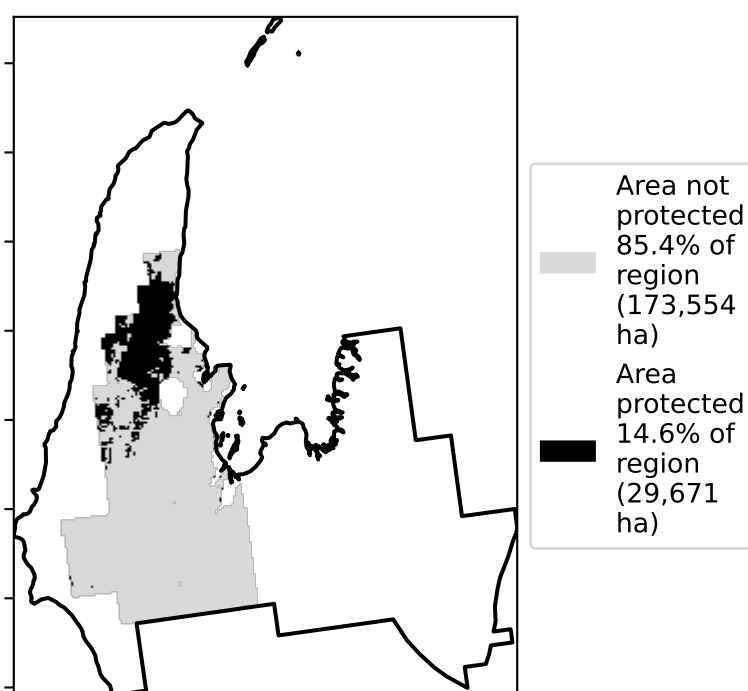 Area not
protected
85.4% of
region
(173,554
ha)
Area
protected
14.6% of
region
(29,671
ha)